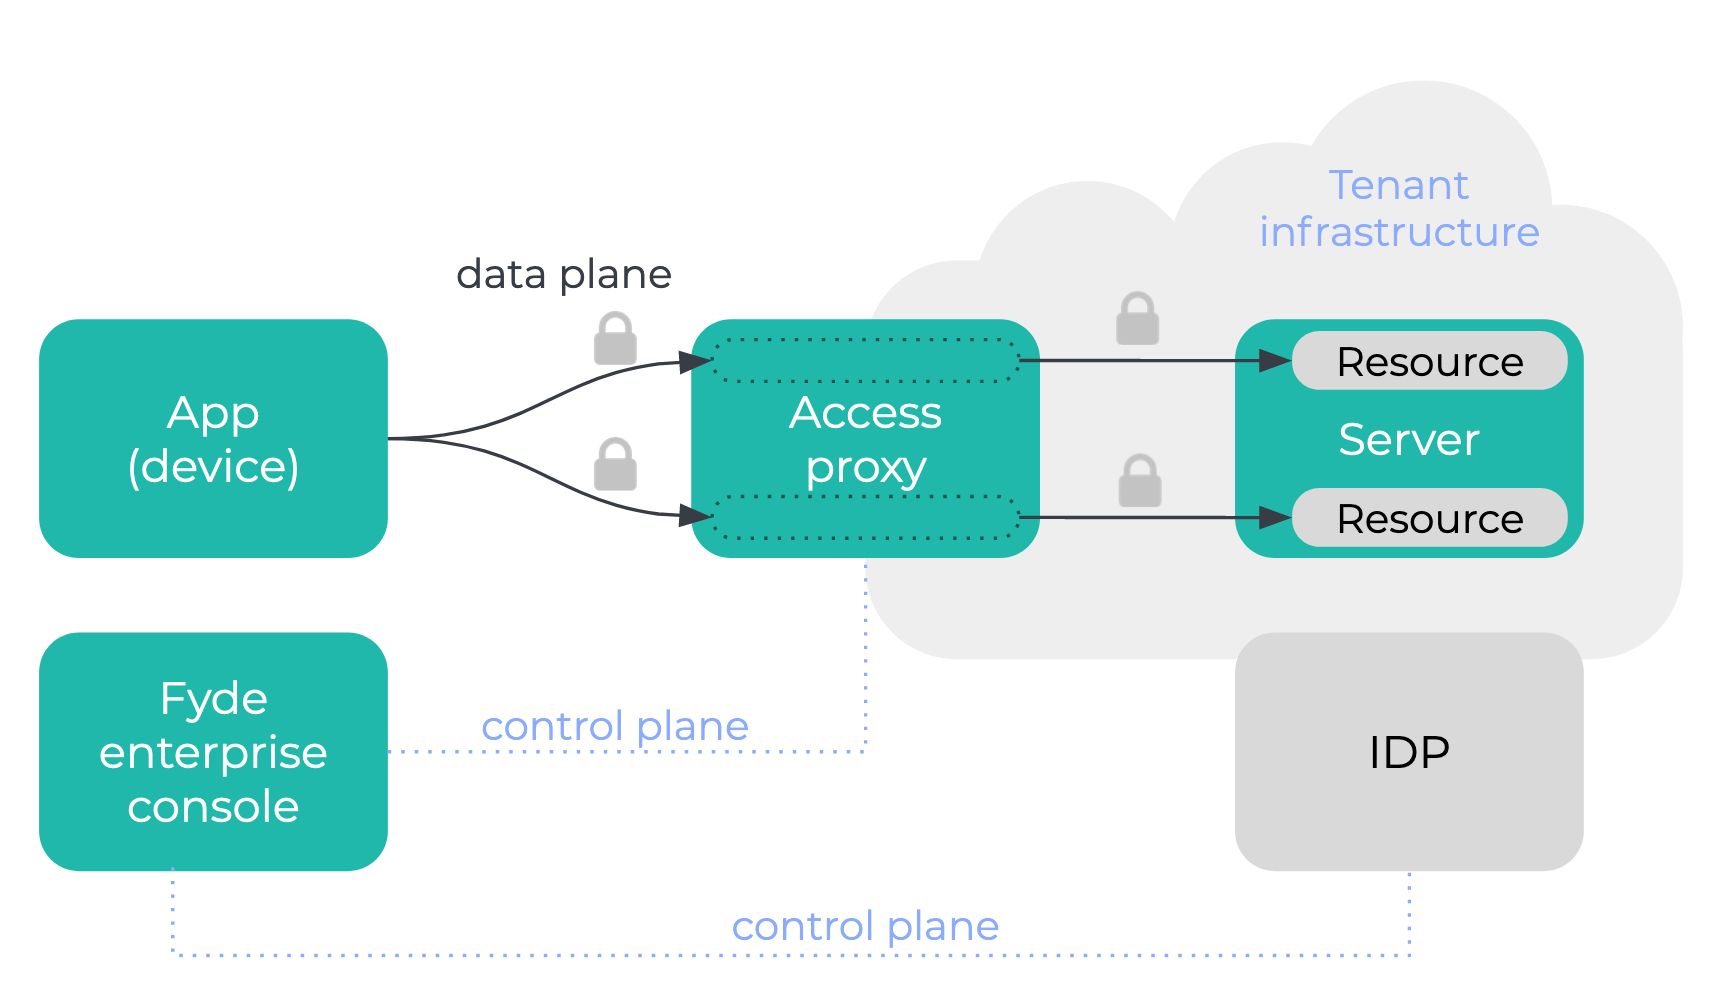 Tenant
infrastructure
data plane
App
(device)
Access
proxy
Resource
Server
Resource
Fyde
enterprise
console
control plane
IDP
control plane